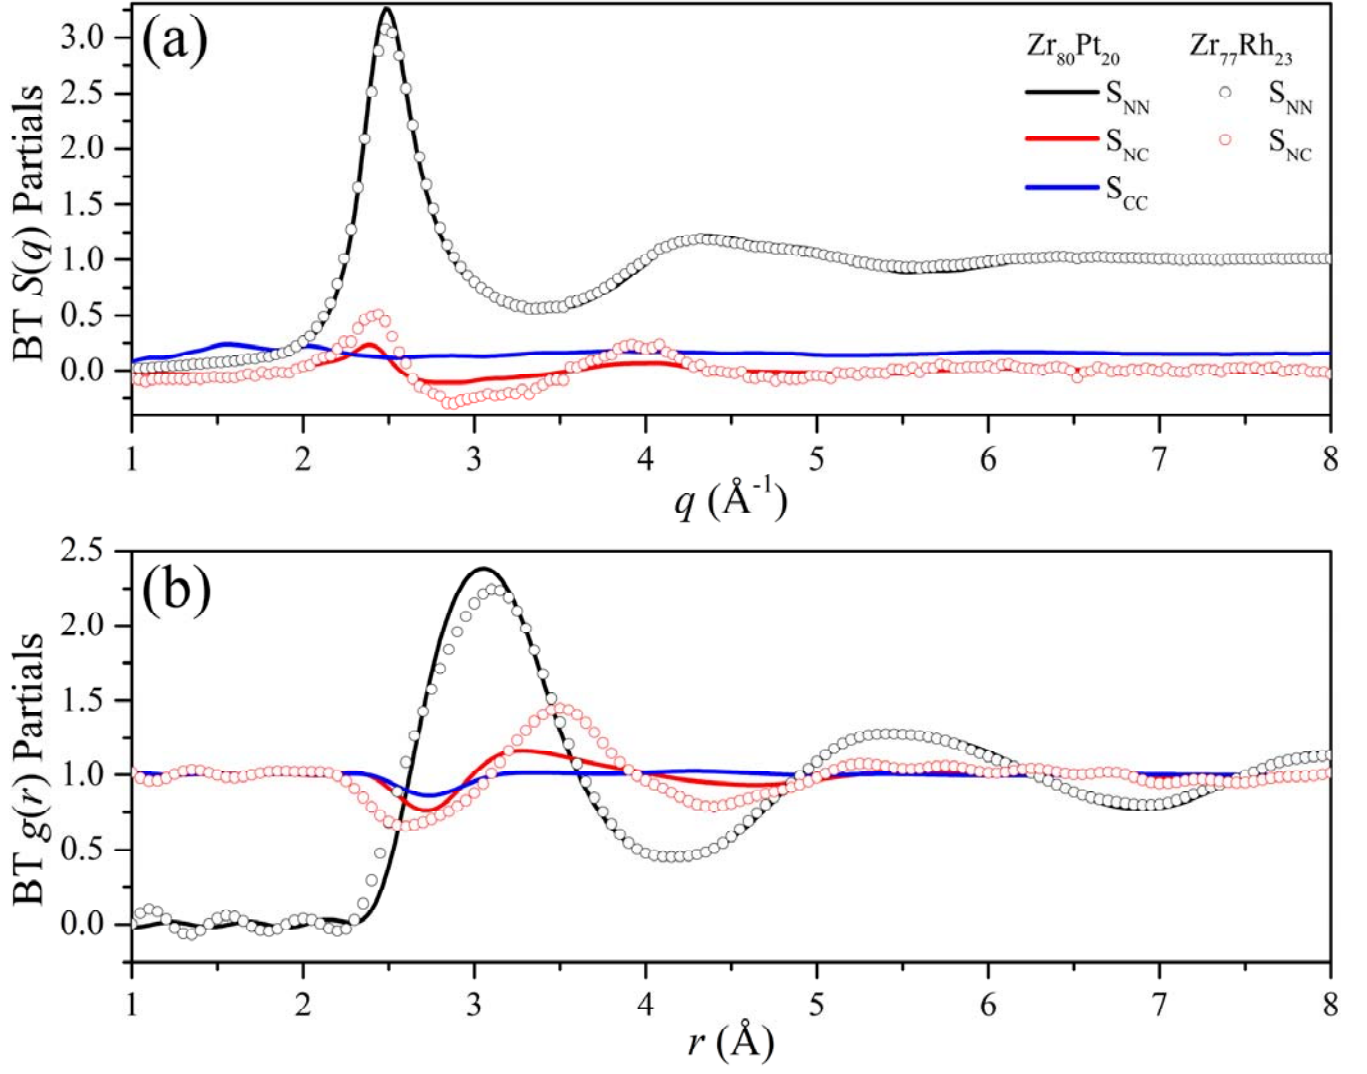 (a)
Zr80Pt20 Zr77Rh23
SNN SNN
SNC SNC
SCC
BT S(q) Partials
3.0
2.5
2.0
1.5
1.0
0.5
0.0
1 2 3 4 5 6 7 8
q (Å-1)
(b)
BT g(r) Partials
2.5
2.0
1.5
1.0
0.5
0.0
1 2 3 4 5 6 7 8
r (Å)